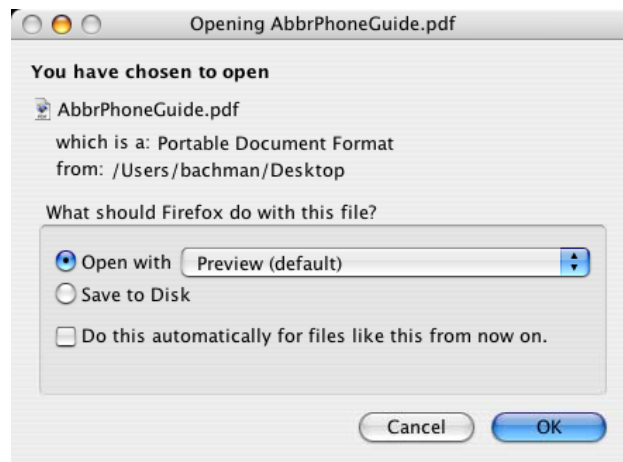 Opening AbbrPhoneGuide.pdf
You have chosen to open
AbbrPhoneGuide.pdf
which is a: Portable Document Format
from: /Users/bachman/Desktop
What should Firefox do with this file?
Open with Preview (default)
Save to Disk
Do this automatically for files like this from now on.
Cancel OK